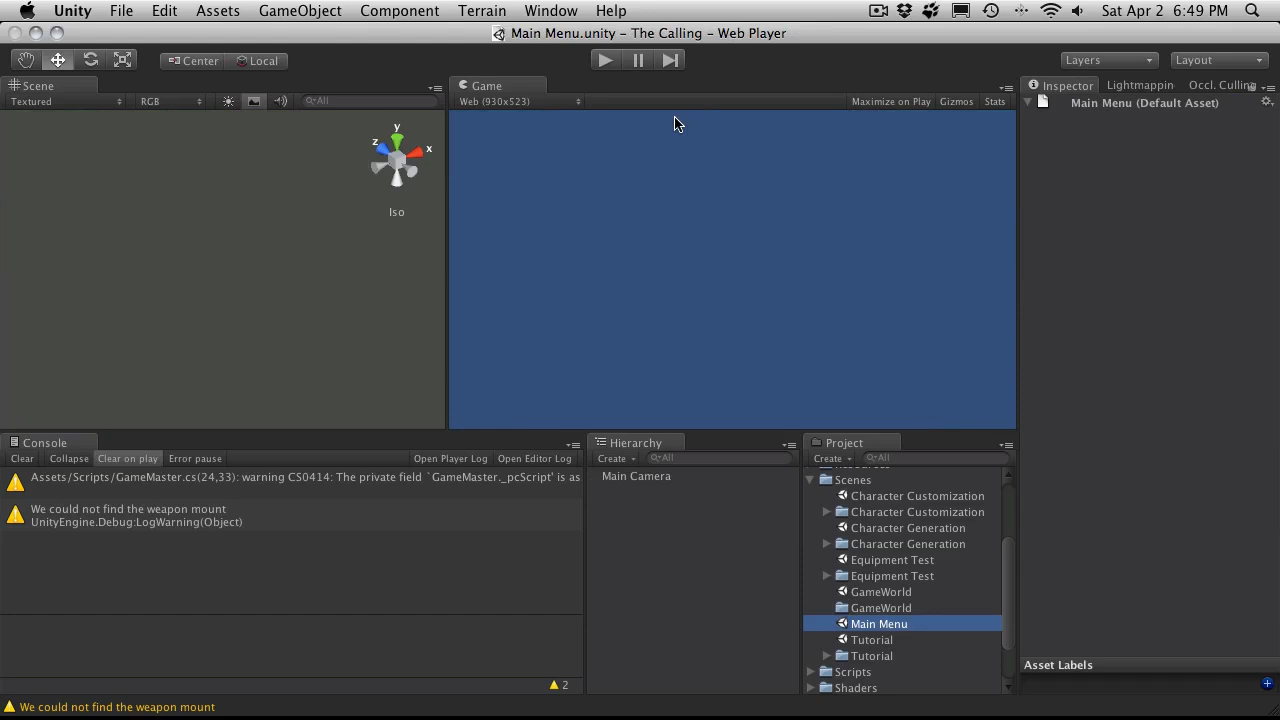 Unity File Edit Assets GameObject Component Terrain Window Help Sat Apr 2 6:49 PM
Main Menu.unity – The Calling – Web Player
Center Local Layers Layout
Scene Game Inspector Lightmappin Occl. Culling
Textured RGB All Web (930x523) Maximize on Play Gizmos Stats Main Menu (Default Asset)
y
z x
Iso
Console Hierarchy Project
Clear Collapse Clear on play Error pause Open Player Log Open Editor Log Create All Create All
Assets/Scripts/GameMaster.cs(24,33): warning CS0414: The private field `GameMaster._pcScript' is as
We could not find the weapon mount
UnityEngine.Debug:LogWarning(Object)
2
Main Camera
Scenes
Character Customization
Character Customization
Character Generation
Character Generation
Equipment Test
Equipment Test
GameWorld
GameWorld
Main Menu
Tutorial
Tutorial
Scripts
Shaders
Asset Labels
We could not find the weapon mount